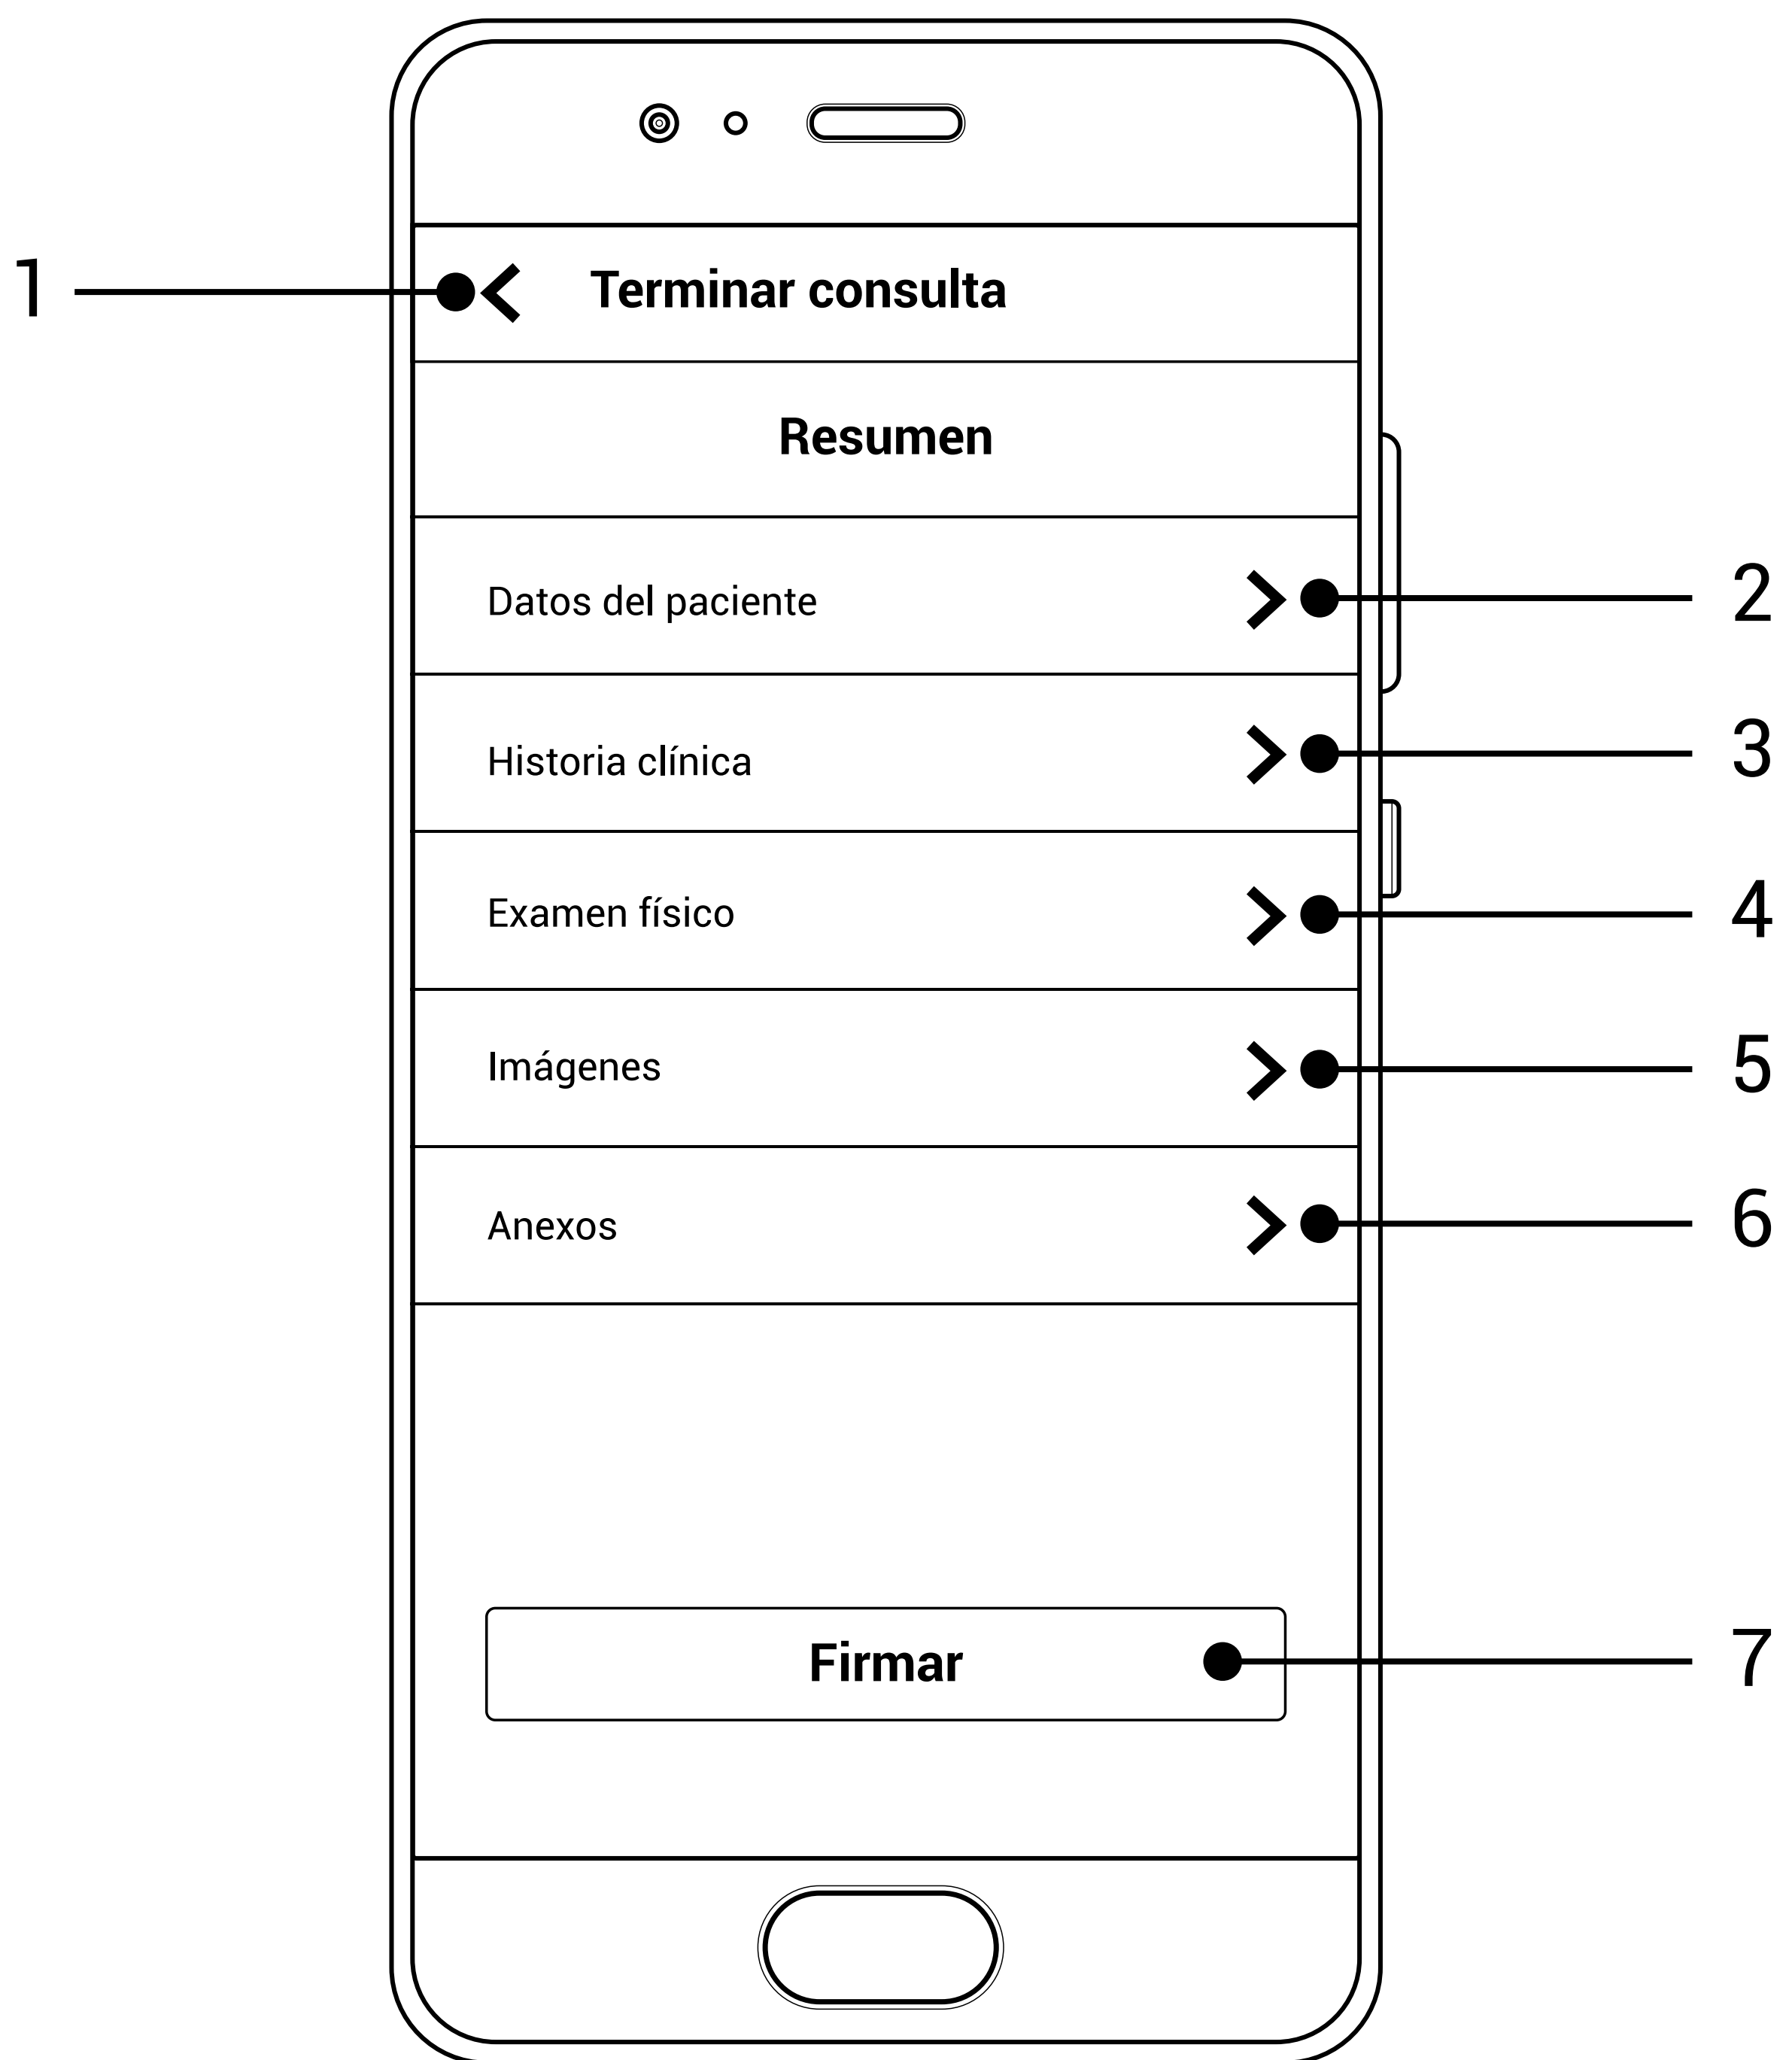 1
Terminar consulta
Resumen
Datos del paciente
2
Historia clínica
3
Examen físico
4
Imágenes
5
Anexos
6
Firmar
7